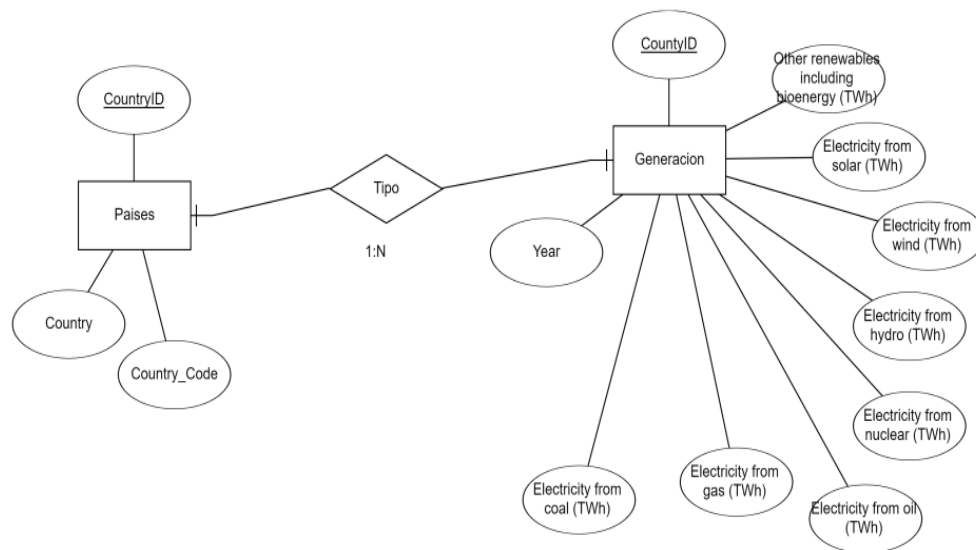 CountyID
Other renewables
including
bioenergy (TWh)
CountryID
Electricity from
solar (TWh)
Generacion
Tipo
Paises
Electricity from
wind (TWh)
Year
1:N
Country
Electricity from
hydro (TWh)
Country_Code
Electricity from
nuclear (TWh)
Electricity from
gas (TWh)
Electricity from
coal (TWh)
Electricity from oil
(TWh)